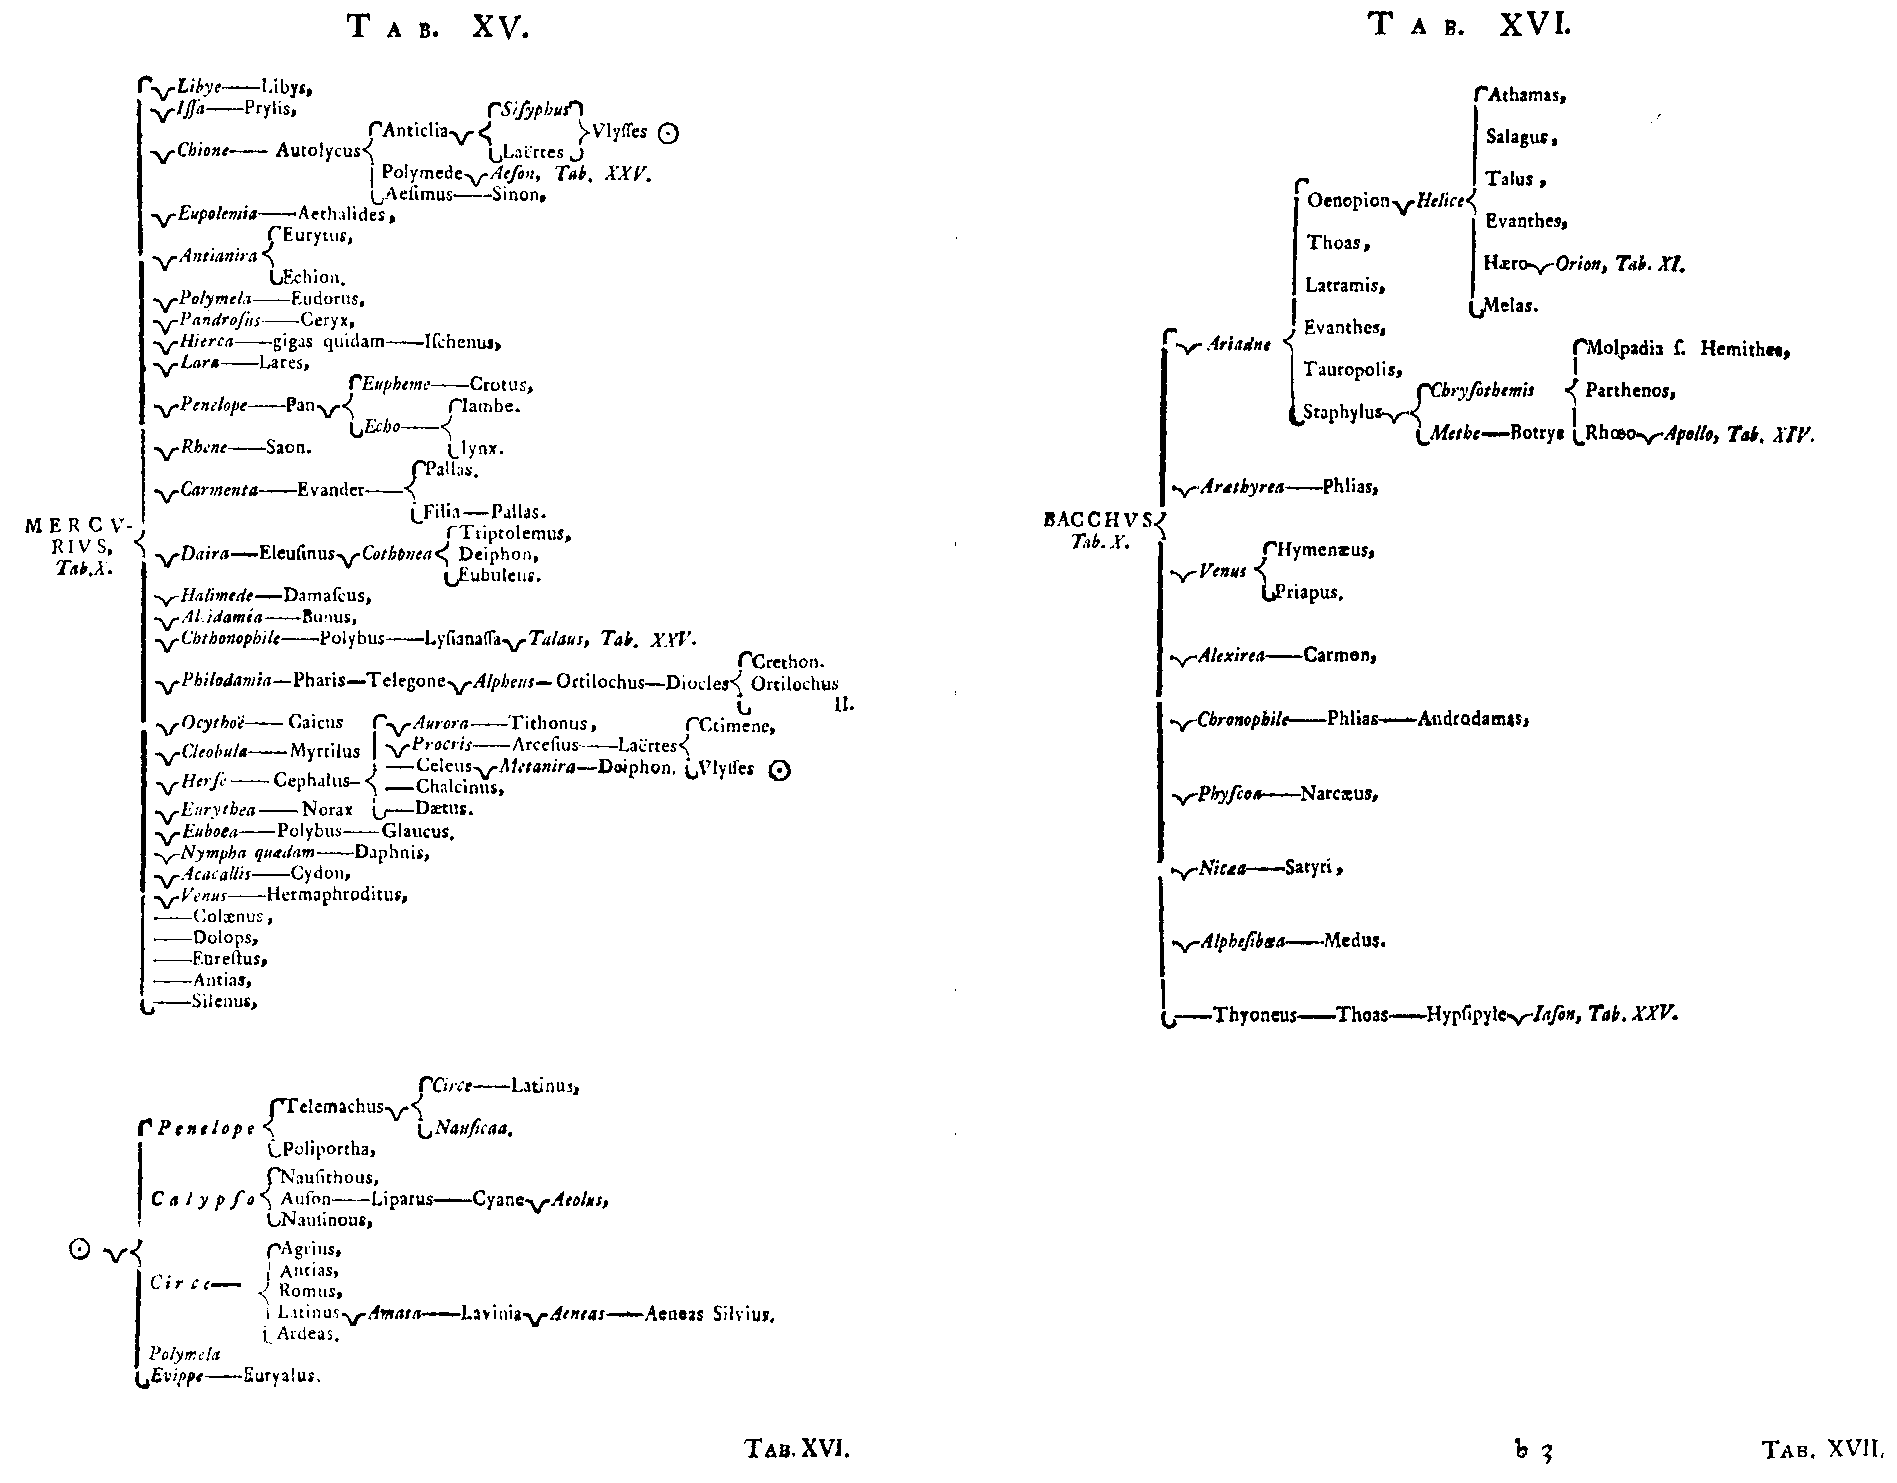 TAB. XV.
Libye—Libys,
Iſſa—Prylis,
Siſyphus
Anticlia
Vlyſſes ☉
Chione—Autolycus
Laërtes
Polymede Aeſon, Tab. XXV.
Aeſimus—Sinon,
Eupolemia—Aethalides,
Eurytus,
Antianira
Echion.
Polymela—Eudorus,
Pandroſus—Ceryx,
Hierea—gigas quidam—Iſchenus,
Lara—Lares,
Eupheme—Crotus,
Penelope—Pan
Iambe.
Echo
Iynx.
Rhene—Saon.
Pallas.
Carmenta—Evander
Filia—Pallas.
MERCV-
RIVS,
Tab.X.
Triptolemus,
Daira—Eleuſinus Cothonea Deiphon,
Eubuleus.
Halimede—Damaſcus,
Alidamia—Bunus,
Chthonophile—Polybus—Lyſianaſſa Talaus, Tab. XXV.
Crethon.
Philodamia—Pharis—Telegone Alpheus—Ortilochus—Diocles Ortilochus
II.
Ocythoë—Caicus
Aurora—Tithonus,
Ctimene,
Procris—Arceſius—Laërtes
Cleobula—Myrtilus
Celeus Metanira—Doiphon. Vlyſſes ☉
Herſe—Cephalus
Chalcinus,
Eurythea—Norax
Dætus.
Euboea—Polybus—Glaucus.
Nympha quædam—Daphnis,
Acacallis—Cydon,
Venus—Hermaphroditus,
—Colænus,
—Dolops,
—Eureſtus,
—Antias,
—Silenus,
Circe—Latinus,
Telemachus
Penelope
Nauſicaa.
Poliportha,
Nauſithous,
Calypſo Auſon—Liparus—Cyane Aeolus,
Nauſinous,
☉
Agrius,
Antias,
Circe—
Romus,
Latinus Amata—Lavinia Aeneas—Aeneas Silvius.
Ardeas.
Polymela
Evippe—Euryalus.
TAB. XVI.
TAB. XVI.
Athamas,
Salagus,
Talus,
Oenopion Helice
Evanthes,
Thoas,
Hæro Orion, Tab. XI.
Latramis,
Melas.
Evanthes,
Ariadne
Molpadia ſ. Hemithea,
Tauropolis,
Chryſothemis
Parthenos,
Staphylus
Methe—Botrys
Rhœo Apollo, Tab. XIV.
Aræthyrea—Phlias,
BACCHVS
Tab. X.
Hymenæus,
Venus
Priapus.
Alexirea—Carmon,
Chronophile—Phlias—Androdamas,
Phyſcoa—Narcæus,
Nicæa—Satyri,
Alpheſibœa—Medus.
—Thyoneus—Thoas—Hypſipyle Iaſon, Tab. XXV.
b 3
TAB. XVII.